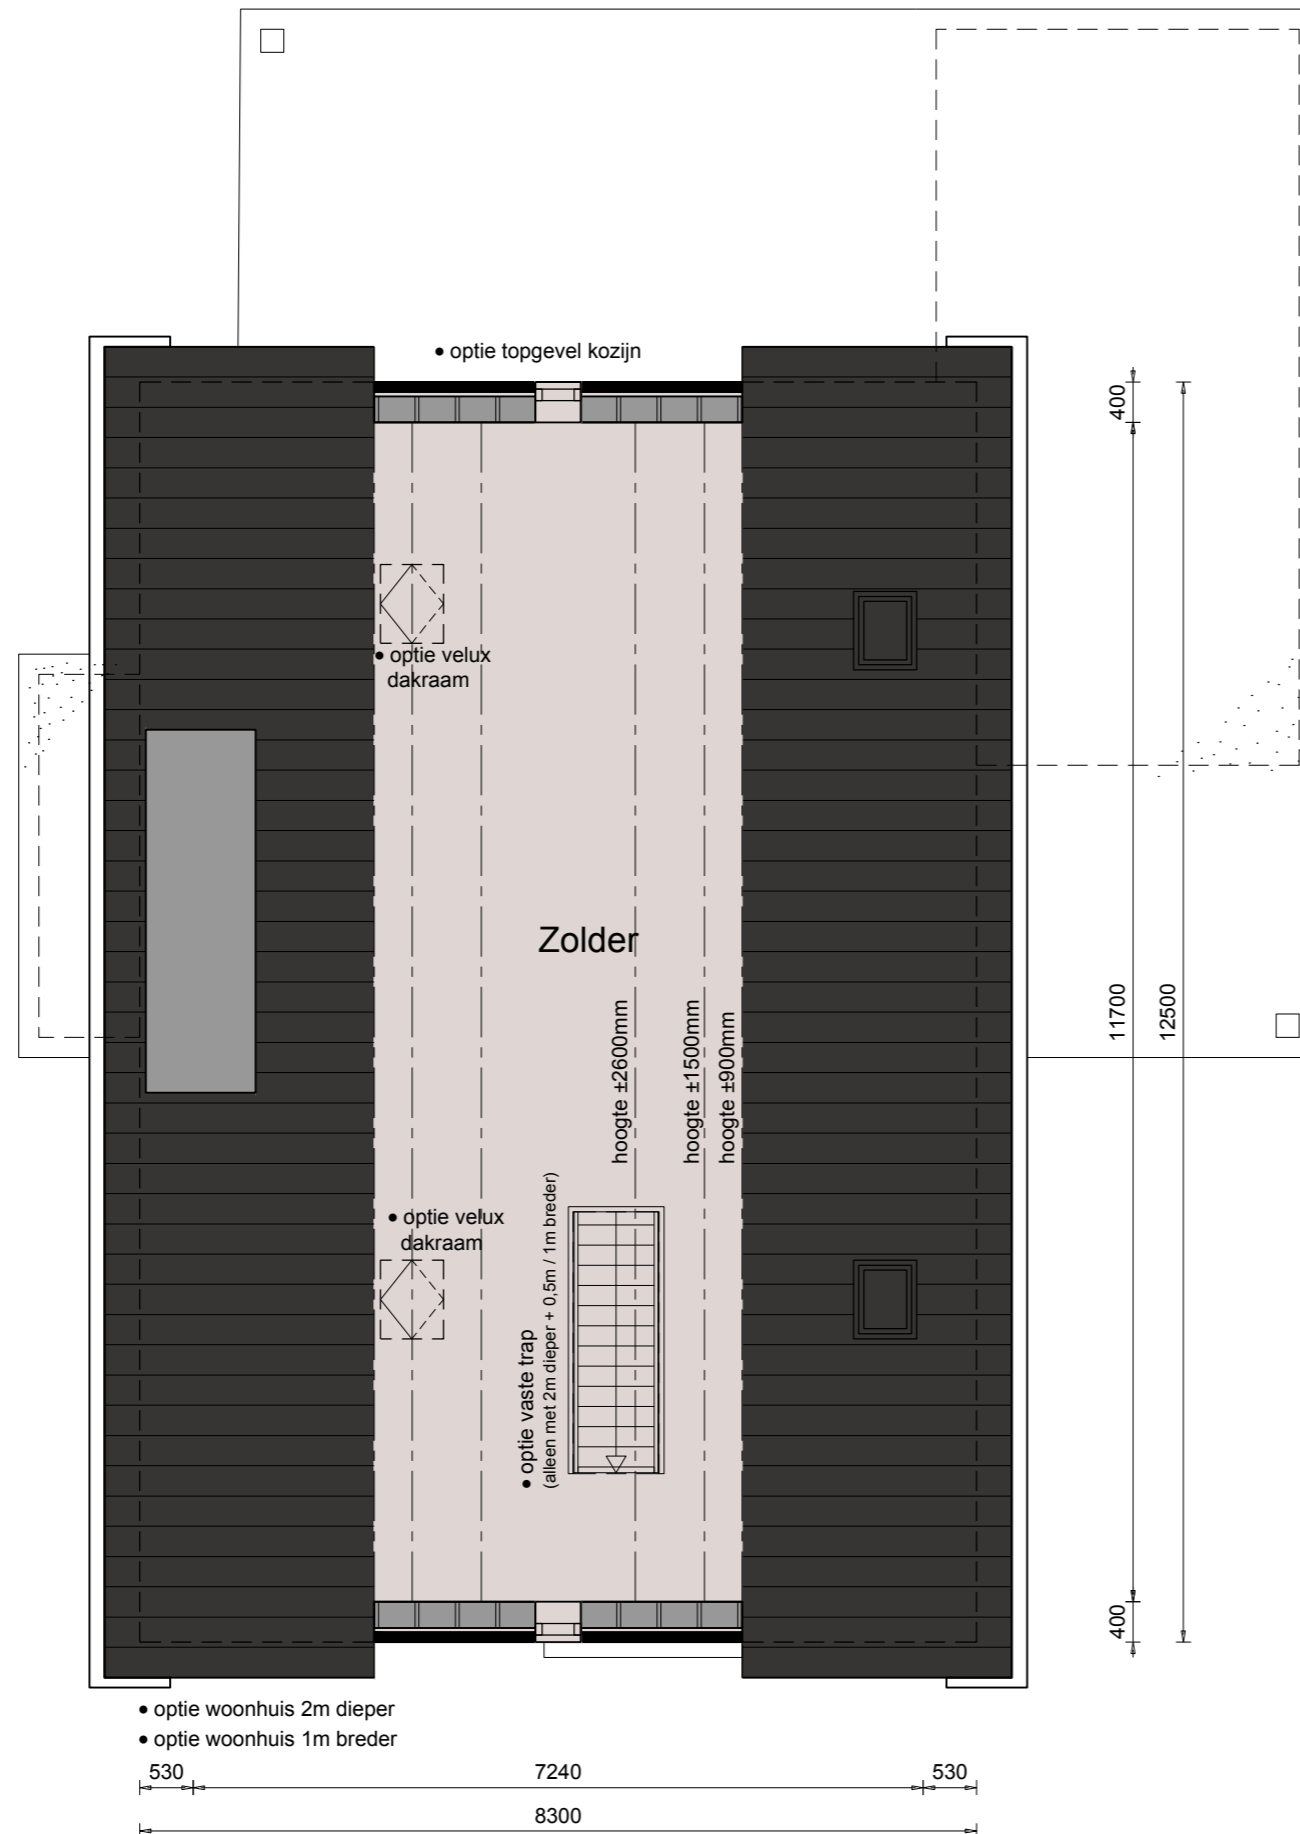 • optie topgevel kozijn
400
• optie velux
dakraam
Zolder
hoogte ±2600mm
hoogte ±1500mm
hoogte ±900mm
11700
12500
• optie velux
dakraam
• optie vaste trap
(alleen met 2m dieper + 0,5m / 1m breder)
400
• optie woonhuis 2m dieper
• optie woonhuis 1m breder
530
7240
530
8300